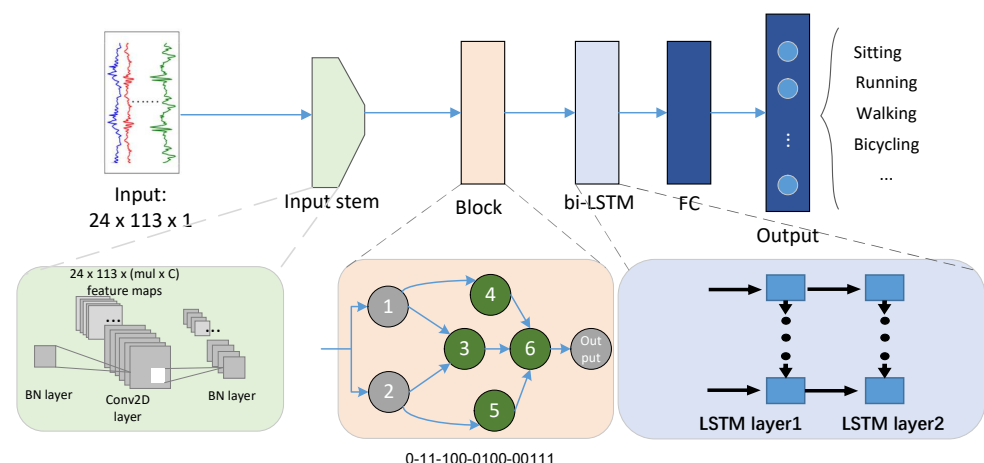 Input:
24 x 113 x 1
Input stem
Block
bi-LSTM
FC
Output
Sitting
Running
Walking
Bicycling
...
24 x 113 x (mul x C)
feature maps
...
...
BN layer
Conv2D
layer
BN layer
1
2
3
4
5
6
Out
put
0-11-100-0100-00111
LSTM layer1
LSTM layer2